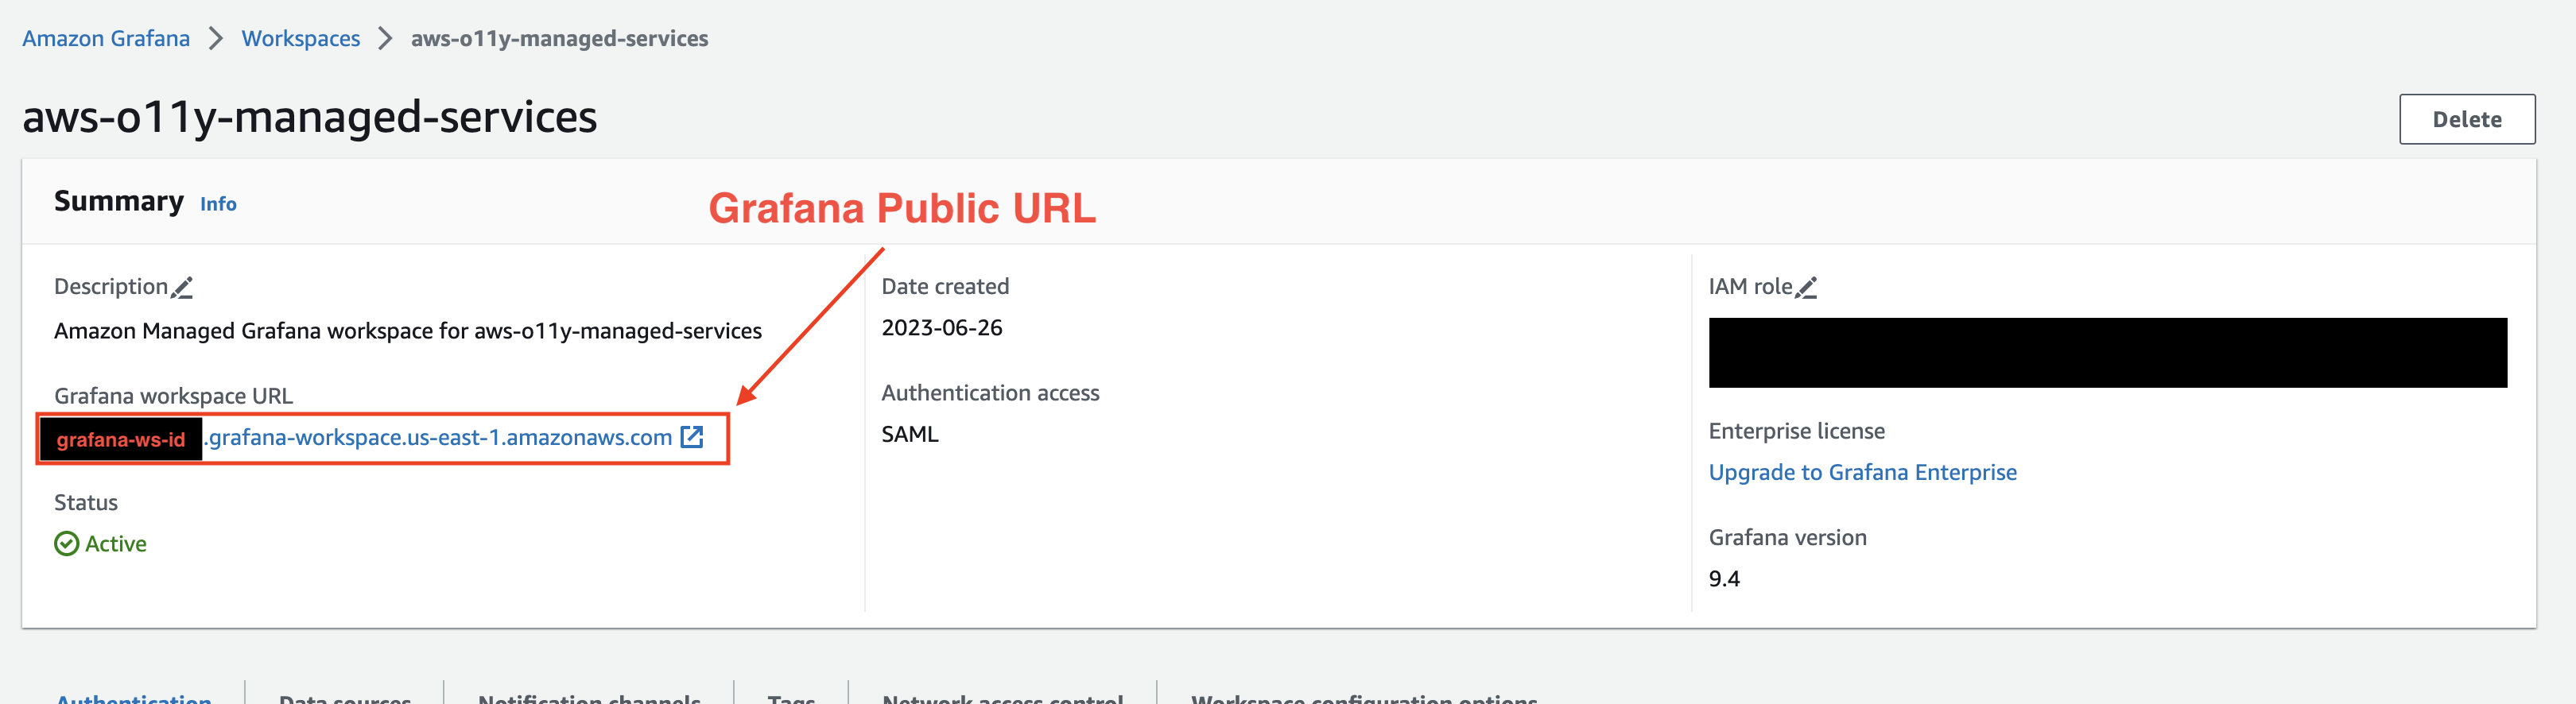 Amazon Grafana > Workspaces > aws-o11y-managed-services
aws-o11y-managed-services
Delete
Summary Info
Grafana Public URL
Description
Amazon Managed Grafana workspace for aws-o11y-managed-services
Grafana workspace URL
grafana-ws-id .grafana-workspace.us-east-1.amazonaws.com
Status
Active
Date created
2023-06-26
Authentication access
SAML
IAM role
Enterprise license
Upgrade to Grafana Enterprise
Grafana version
9.4
Authentication | Data sources | Notification channels | Tags | Network access control | Workspace configuration options